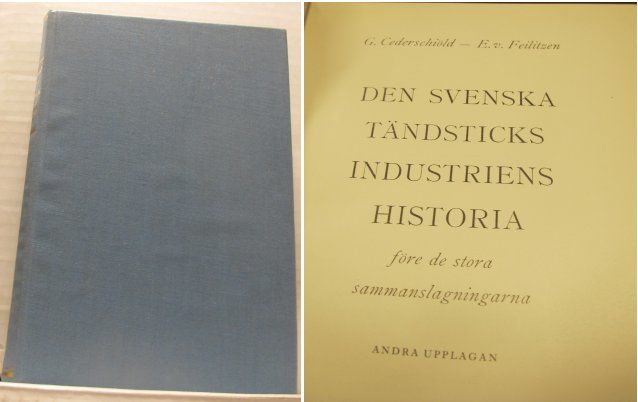 G. Cederschiöld — E. v. Feilitzen
DEN SVENSKA
TÄNDSTICKS
INDUSTRIENS
HISTORIA
före de stora
sammanslagningarna
ANDRA UPPLAGAN